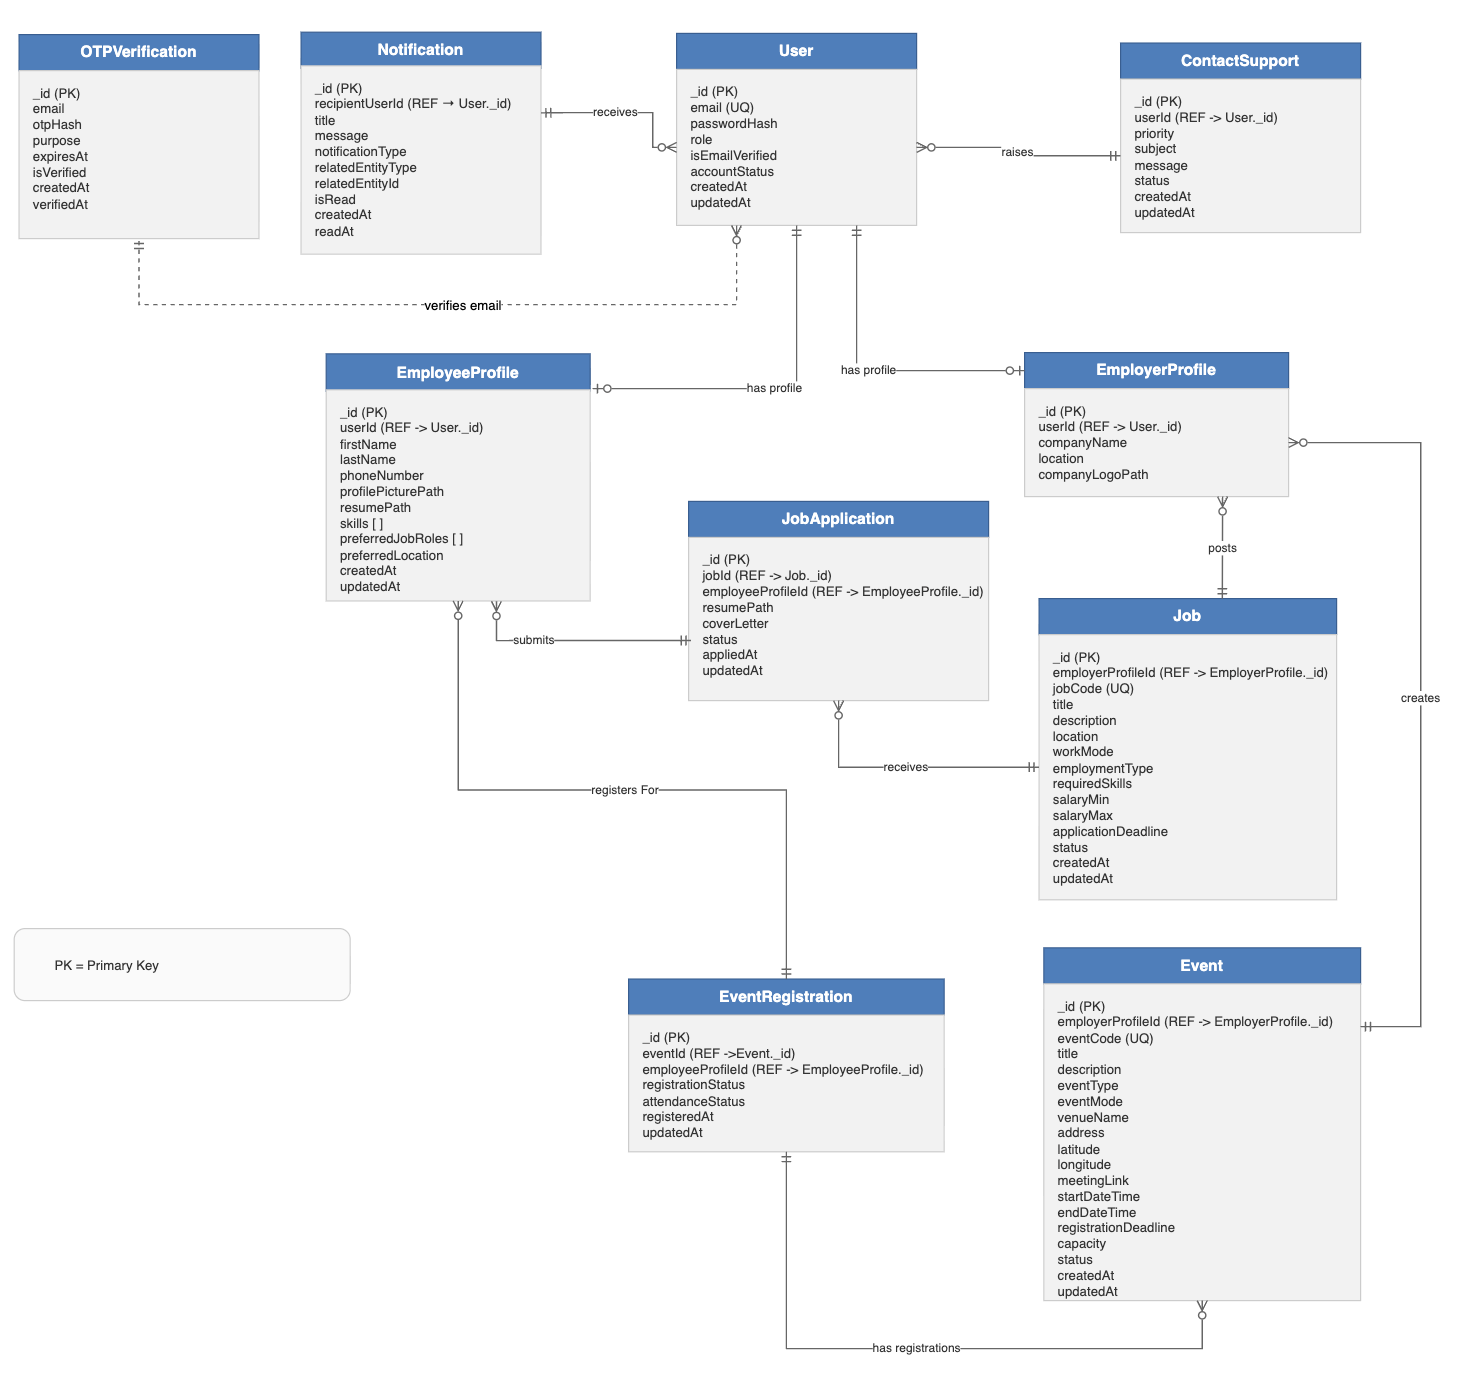 OTPVerification
_id (PK)
email
otpHash
purpose
expiresAt
isVerified
createdAt
verifiedAt
Notification
_id (PK)
recipientUserId (REF → User._id)
title
message
notificationType
relatedEntityType
relatedEntityId
isRead
createdAt
readAt
receives
User
_id (PK)
email (UQ)
passwordHash
role
isEmailVerified
accountStatus
createdAt
updatedAt
raises
ContactSupport
_id (PK)
userId (REF -> User._id)
priority
subject
message
status
createdAt
updatedAt
verifies email
EmployeeProfile
_id (PK)
userId (REF -> User._id)
firstName
lastName
phoneNumber
profilePicturePath
resumePath
skills [ ]
preferredJobRoles [ ]
preferredLocation
createdAt
updatedAt
has profile
has profile
EmployerProfile
_id (PK)
userId (REF -> User._id)
companyName
location
companyLogoPath
JobApplication
_id (PK)
jobId (REF -> Job._id)
employeeProfileId (REF -> EmployeeProfile._id)
resumePath
coverLetter
status
appliedAt
updatedAt
submits
posts
receives
Job
_id (PK)
employerProfileId (REF -> EmployerProfile._id)
jobCode (UQ)
title
description
location
workMode
employmentType
requiredSkills
salaryMin
salaryMax
applicationDeadline
status
createdAt
updatedAt
creates
registers For
PK = Primary Key
EventRegistration
_id (PK)
eventId (REF ->Event._id)
employeeProfileId (REF -> EmployeeProfile._id)
registrationStatus
attendanceStatus
registeredAt
updatedAt
Event
_id (PK)
employerProfileId (REF -> EmployerProfile._id)
eventCode (UQ)
title
description
eventType
eventMode
venueName
address
latitude
longitude
meetingLink
startDateTime
endDateTime
registrationDeadline
capacity
status
createdAt
updatedAt
has registrations